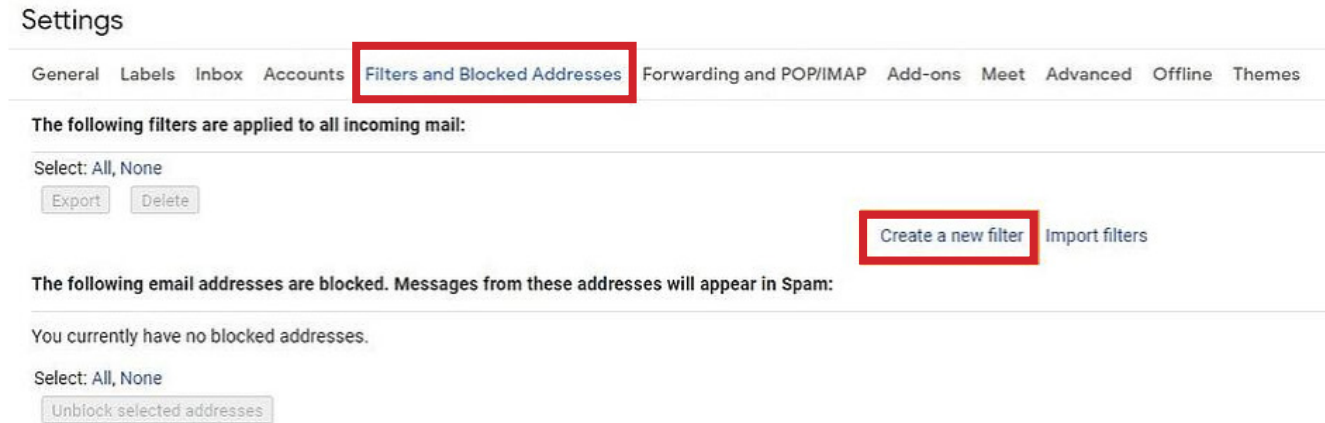 Settings
General Labels Inbox Accounts Filters and Blocked Addresses Forwarding and POP/IMAP Add-ons Meet Advanced Offline Themes
The following filters are applied to all incoming mail:
Select: All, None
Export Delete
Create a new filter Import filters
The following email addresses are blocked. Messages from these addresses will appear in Spam:
You currently have no blocked addresses.
Select: All, None
Unblock selected addresses